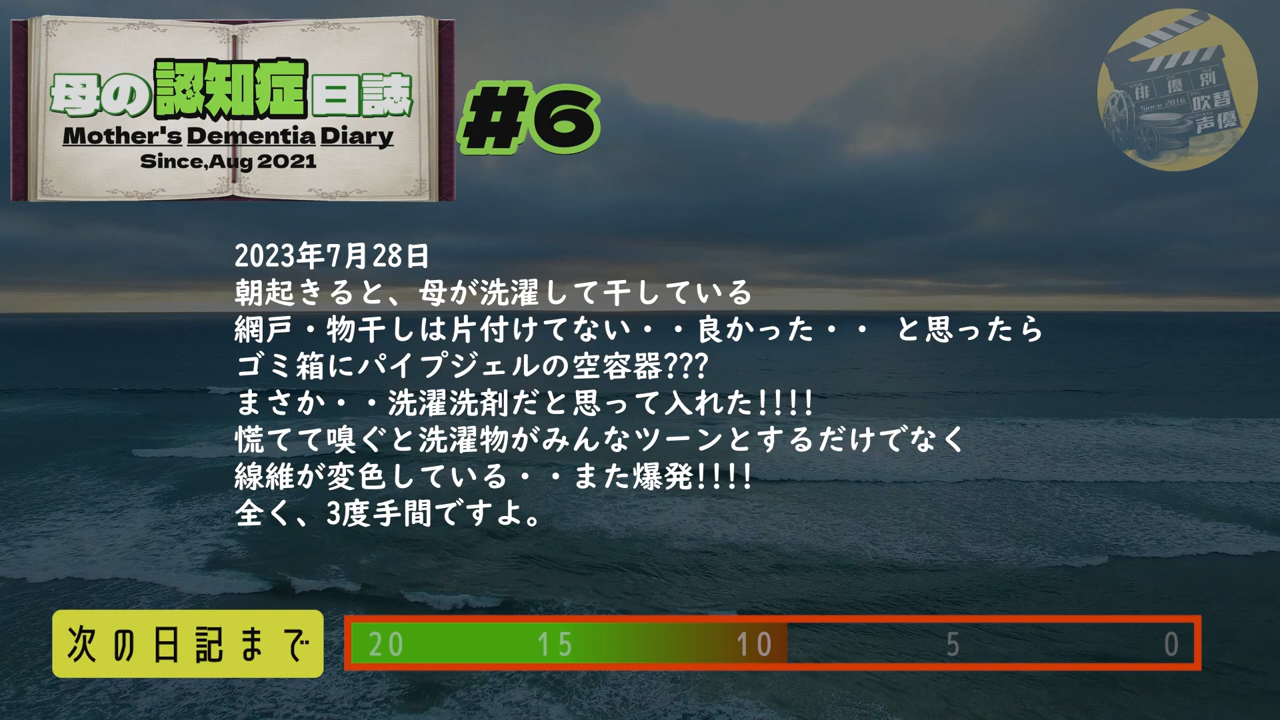 母の認知症日誌
Mother's Dementia Diary
Since,Aug 2021
#6
俳優別
Since 2016
吹替
声優
2023年7月28日
朝起きると、母が洗濯して干している
網戸・物干しは片付けてない・・良かった・・ と思ったら
ゴミ箱にパイプジェルの空容器???
まさか・・洗濯洗剤だと思って入れた!!!!
慌てて嗅ぐと洗濯物がみんなツーンとするだけでなく
線維が変色している・・また爆発!!!!
全く、3度手間ですよ。
次の日記まで
20 15 10 5 0